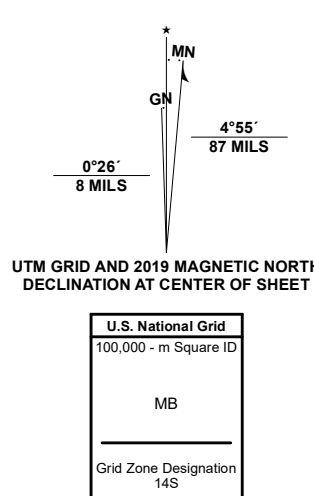 ★
MN
GN
4°55´
87 MILS
0°26´
8 MILS
UTM GRID AND 2019 MAGNETIC NORTH
DECLINATION AT CENTER OF SHEET
U.S. National Grid
100,000 - m Square ID
MB
Grid Zone Designation
14S